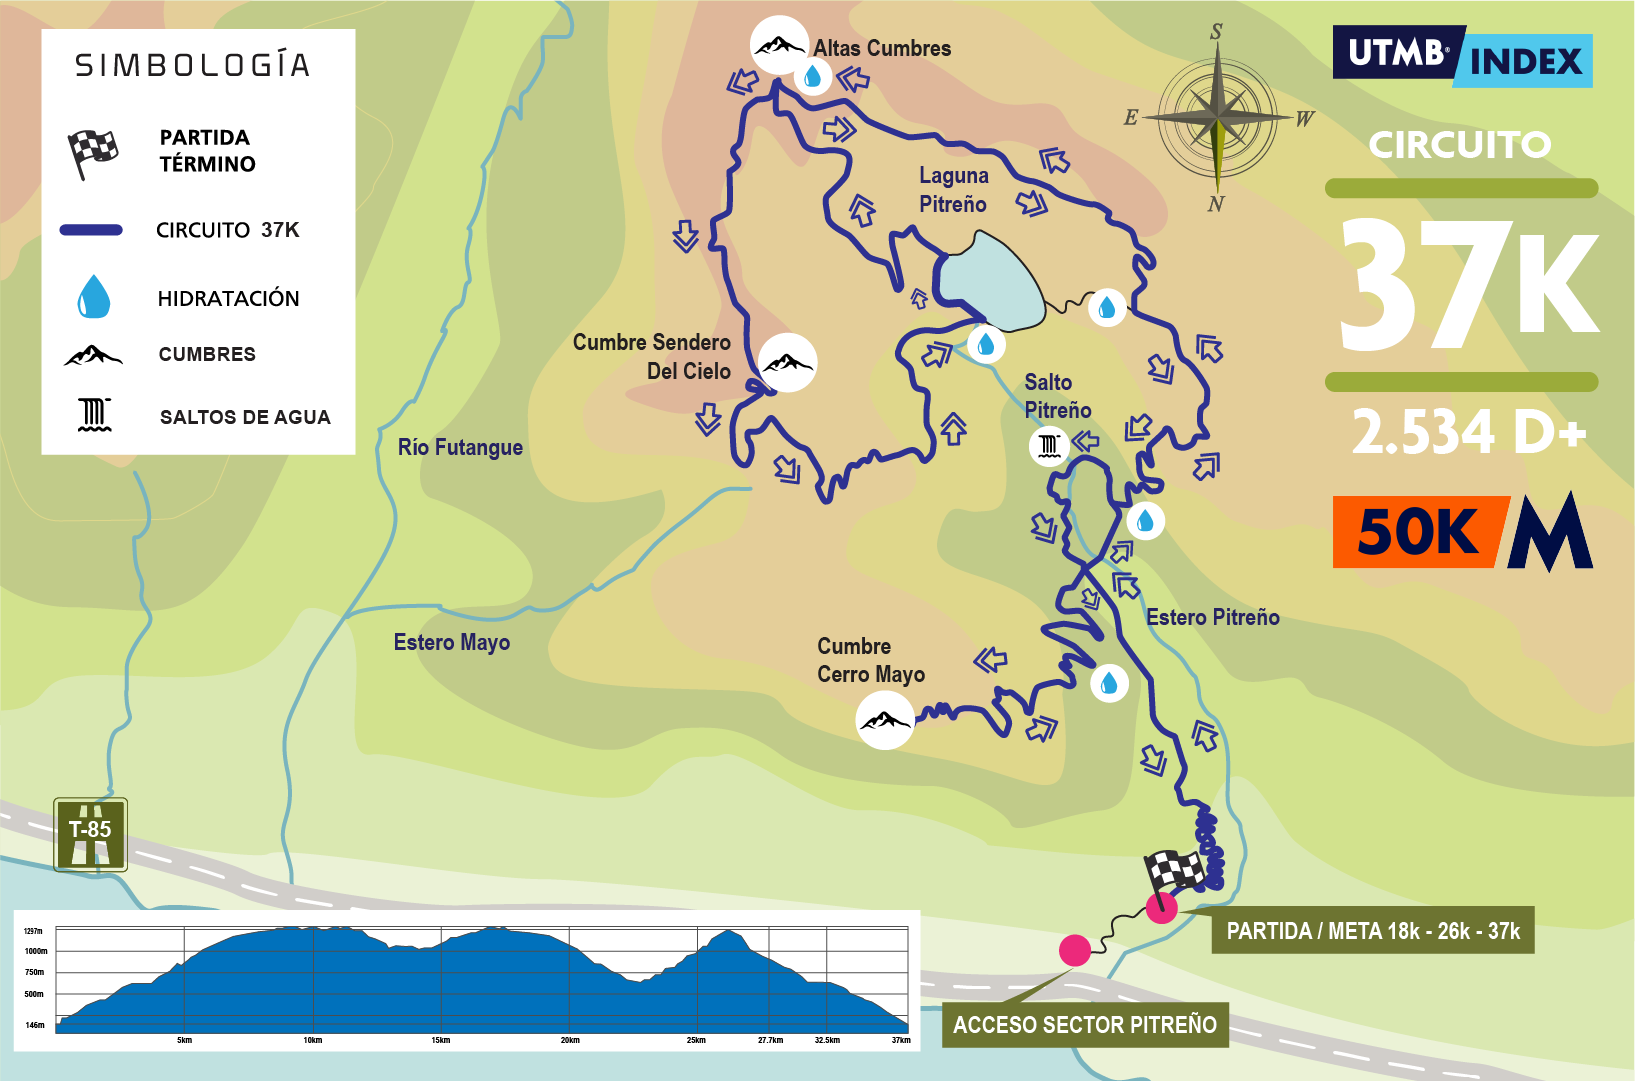 SIMBOLOGÍA
PARTIDA
TÉRMINO
CIRCUITO 37K
HIDRATACIÓN
CUMBRES
SALTOS DE AGUA
Altas Cumbres
Laguna
Pitreño
Cumbre Sendero
Del Cielo
Salto
Pitreño
Río Futangue
Estero Mayo
Cumbre
Cerro Mayo
Estero Pitreño
S
E
W
N
UTMB® INDEX
CIRCUITO
37K
2.534 D+
50K M
T-85
PARTIDA / META 18k - 26k - 37k
ACCESO SECTOR PITREÑO
1297m
1000m
750m
500m
146m
5km 10km 15km 20km 25km 27.7km 32.5km 37km